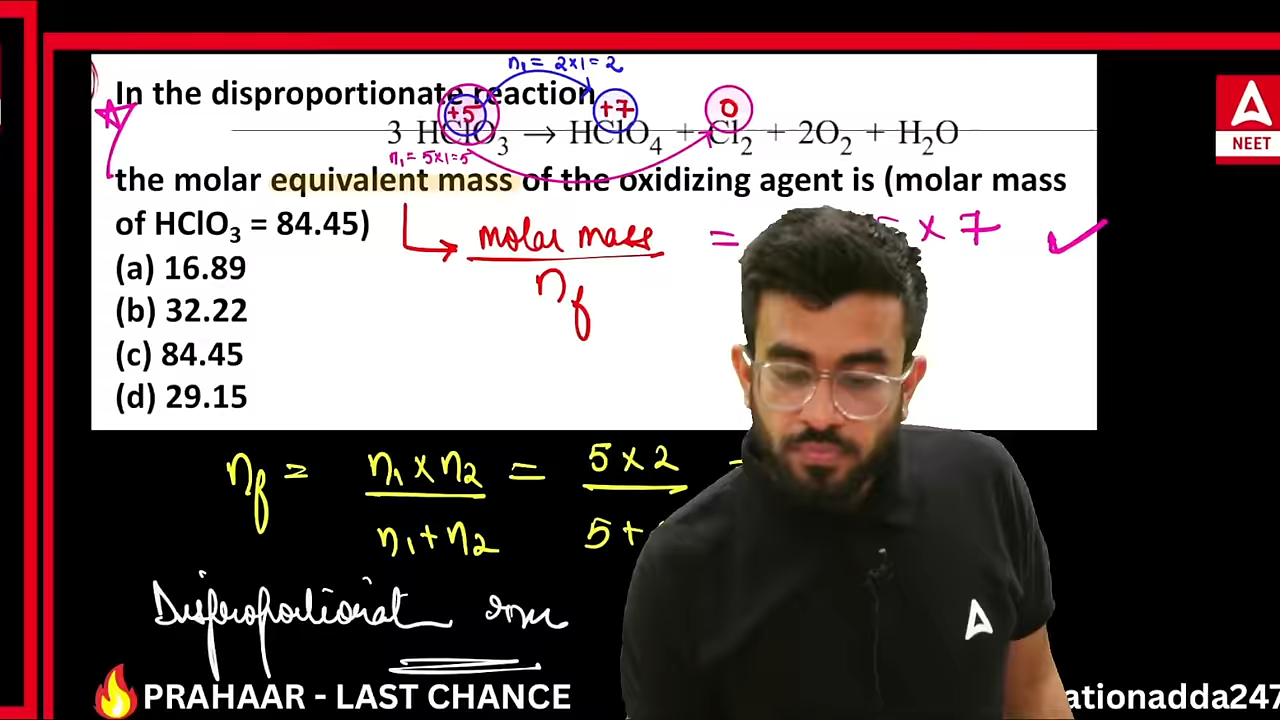 n₁ = 2×1 = 2
In the disproportionate reaction
+5 +7 0
3 HClO₃ → HClO₄ + Cl₂ + 2O₂ + H₂O
n₁ = 5×1=5
the molar equivalent mass of the oxidizing agent is (molar mass
of HClO₃ = 84.45)
molar mass = × 7
n_f
(a) 16.89
(b) 32.22
(c) 84.45
(d) 29.15
n_f = n₁ × n₂ = 5 × 2
n₁ + n₂ 5 +
Disproportionat
PRAHAAR - LAST CHANCE
ationadda247
NEET